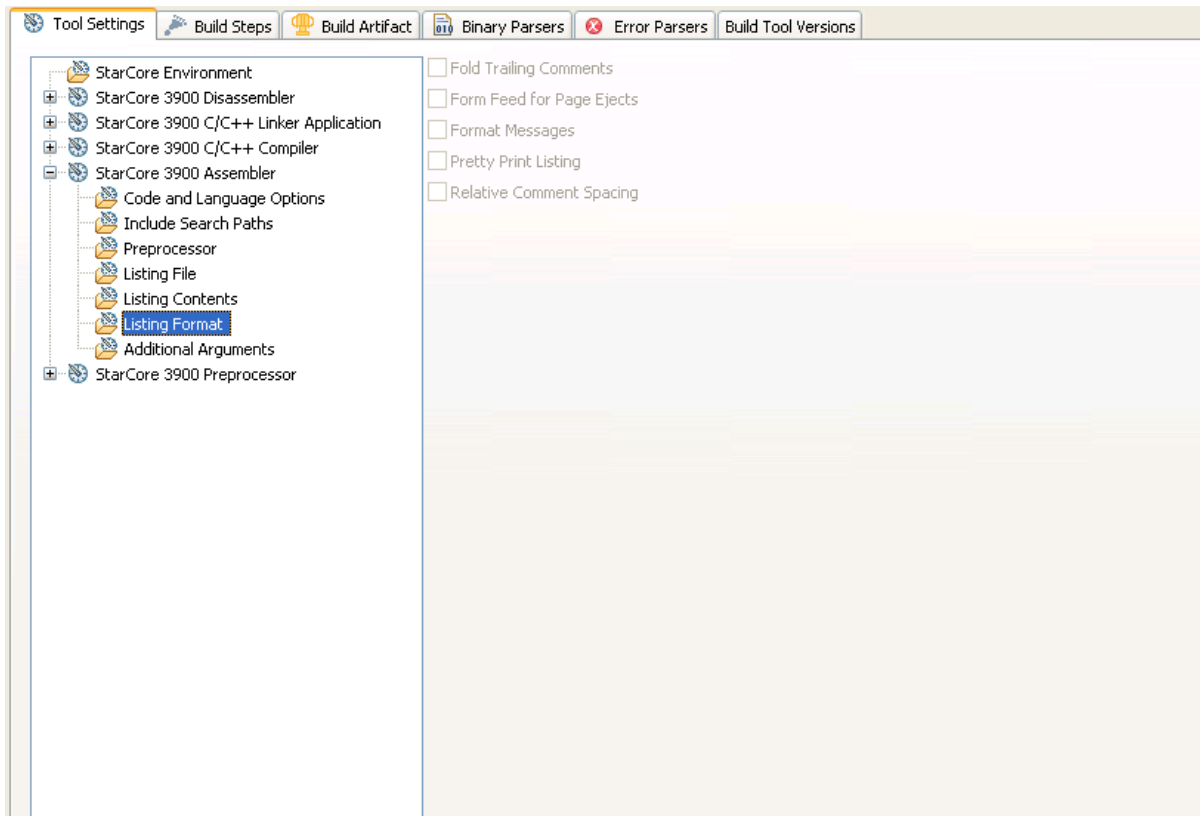 Tool Settings Build Steps Build Artifact Binary Parsers Error Parsers Build Tool Versions
StarCore Environment
StarCore 3900 Disassembler
StarCore 3900 C/C++ Linker Application
StarCore 3900 C/C++ Compiler
StarCore 3900 Assembler
Code and Language Options
Include Search Paths
Preprocessor
Listing File
Listing Contents
Listing Format
Additional Arguments
StarCore 3900 Preprocessor
Fold Trailing Comments
Form Feed for Page Ejects
Format Messages
Pretty Print Listing
Relative Comment Spacing